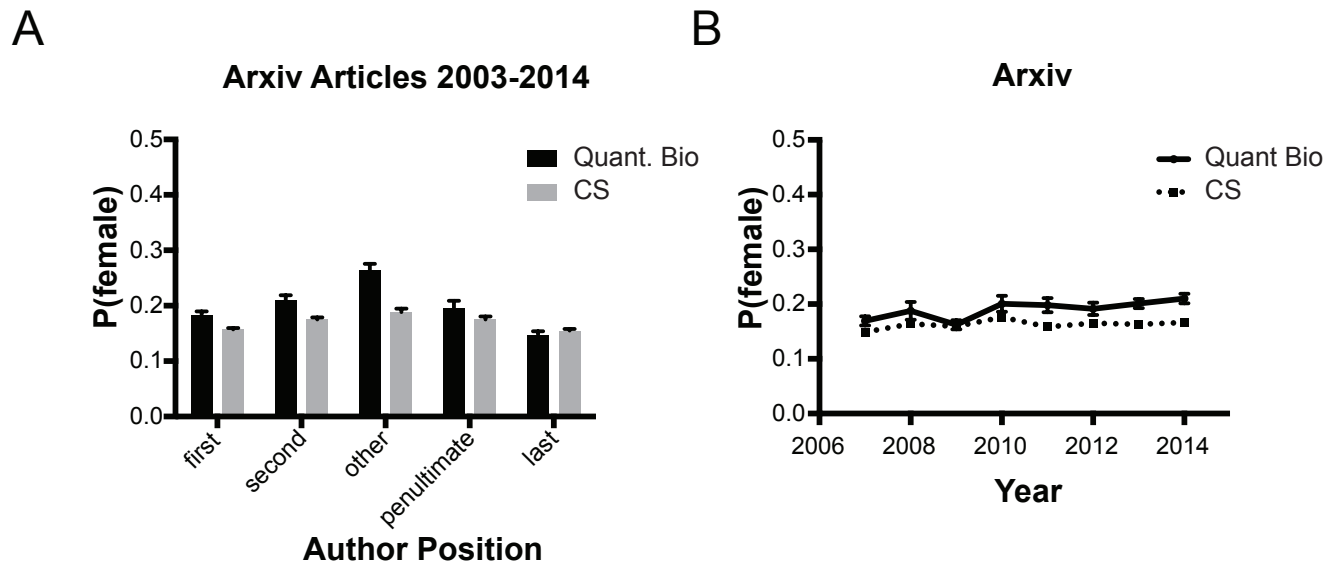 A
Arxiv Articles 2003-2014
P(female)
0.5
0.4
0.3
0.2
0.1
0.0
Quant. Bio
CS
first
second
other
penultimate
last
Author Position
B
Arxiv
P(female)
0.5
0.4
0.3
0.2
0.1
0.0
Quant Bio
CS
2006
2008
2010
2012
2014
Year